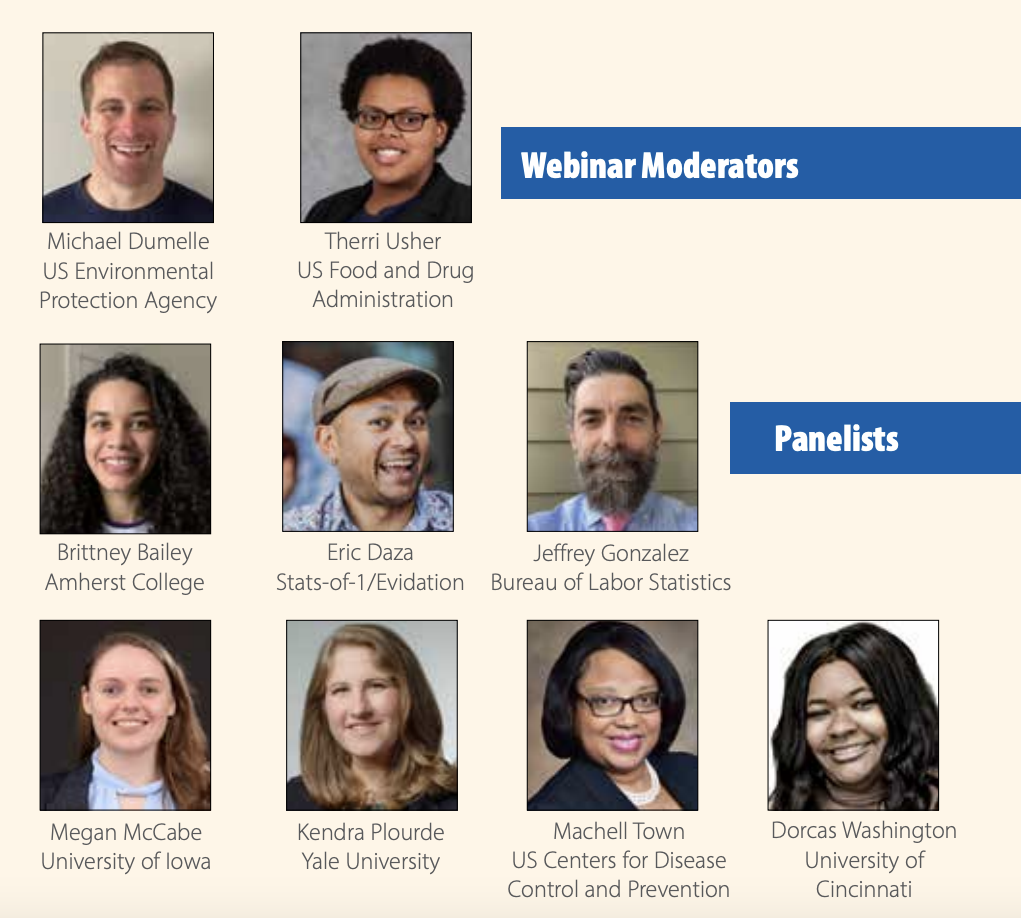 Webinar Moderators
Michael Dumelle
US Environmental
Protection Agency
Therri Usher
US Food and Drug
Administration
Panelists
Brittney Bailey
Amherst College
Eric Daza
Stats-of-1/Evidation
Jeffrey Gonzalez
Bureau of Labor Statistics
Megan McCabe
University of Iowa
Kendra Plourde
Yale University
Machell Town
US Centers for Disease
Control and Prevention
Dorcas Washington
University of
Cincinnati